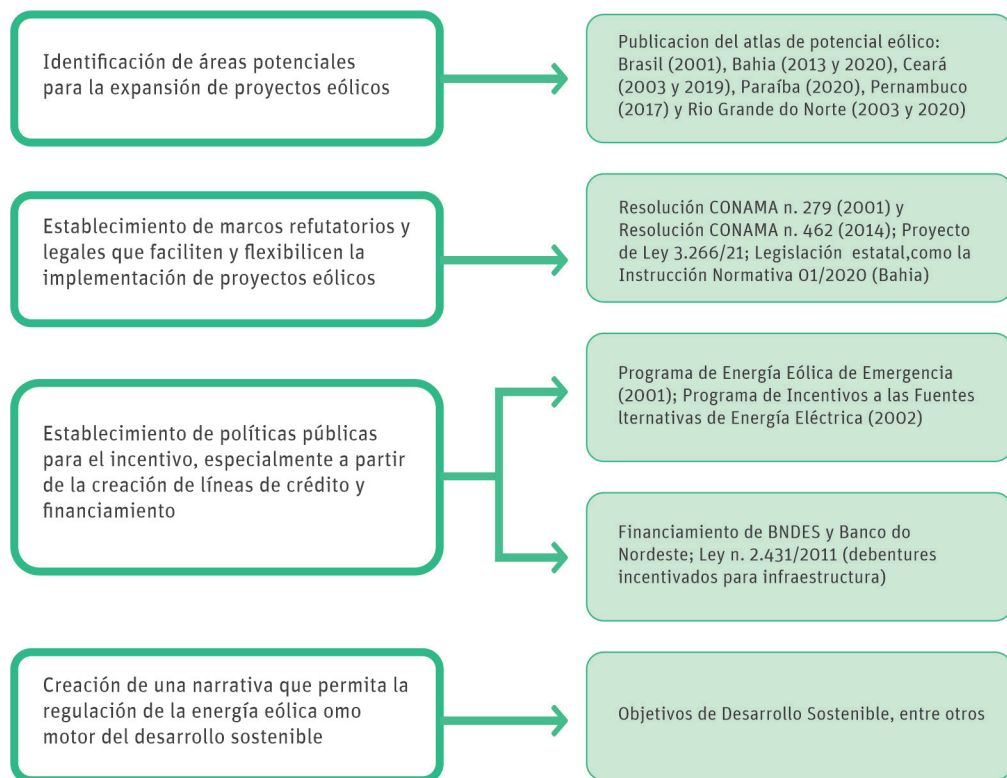 Identificación de áreas potenciales
para la expansión de proyectos eólicos
Publicacion del atlas de potencial eólico:
Brasil (2001), Bahia (2013 y 2020), Ceará
(2003 y 2019), Paraíba (2020), Pernambuco
(2017) y Rio Grande do Norte (2003 y 2020)
Establecimiento de marcos refutatorios y
legales que faciliten y flexibilicen la
implementación de proyectos eólicos
Resolución CONAMA n. 279 (2001) y
Resolución CONAMA n. 462 (2014); Proyecto
de Ley 3.266/21; Legislación estatal,como la
Instrucción Normativa 01/2020 (Bahia)
Establecimiento de políticas públicas
para el incentivo, especialmente a partir
de la creación de líneas de crédito y
financiamiento
Programa de Energía Eólica de Emergencia
(2001); Programa de Incentivos a las Fuentes
lternativas de Energía Eléctrica (2002)
Financiamiento de BNDES y Banco do
Nordeste; Ley n. 2.431/2011 (debentures
incentivados para infraestructura)
Creación de una narrativa que permita la
regulación de la energía eólica omo
motor del desarrollo sostenible
Objetivos de Desarrollo Sostenible, entre otros